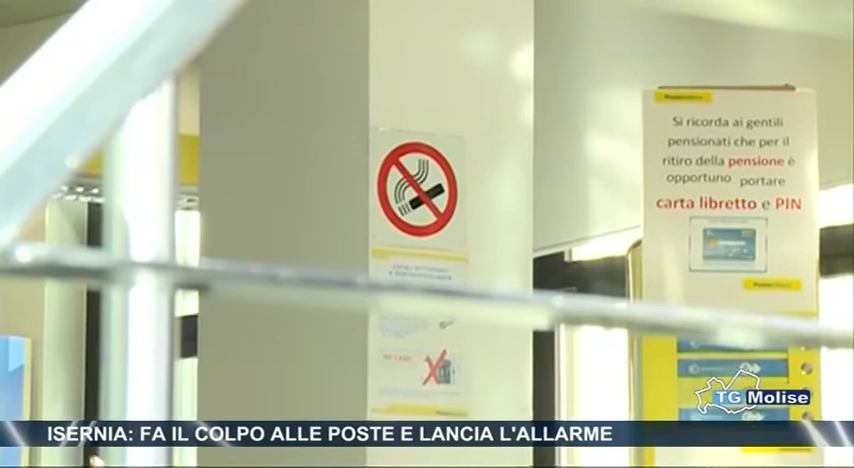 Si ricorda ai gentili
pensionati che per il
ritiro della pensione è
opportuno portare
carta libretto e PIN
TG Molise
ISERNIA: FA IL COLPO ALLE POSTE E LANCIA L'ALLARME